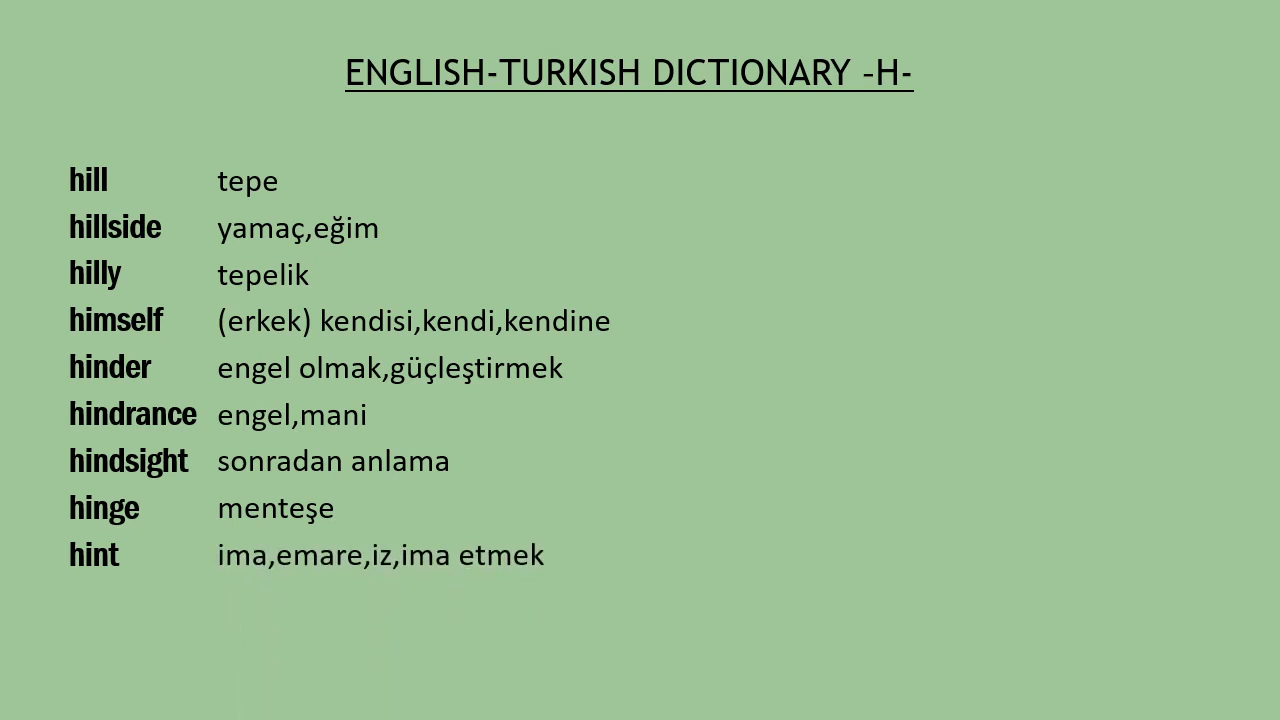 ENGLISH-TURKISH DICTIONARY –H-
hill tepe
hillside yamaç,eğim
hilly tepelik
himself (erkek) kendisi,kendi,kendine
hinder engel olmak,güçleştirmek
hindrance engel,mani
hindsight sonradan anlama
hinge menteşe
hint ima,emare,iz,ima etmek